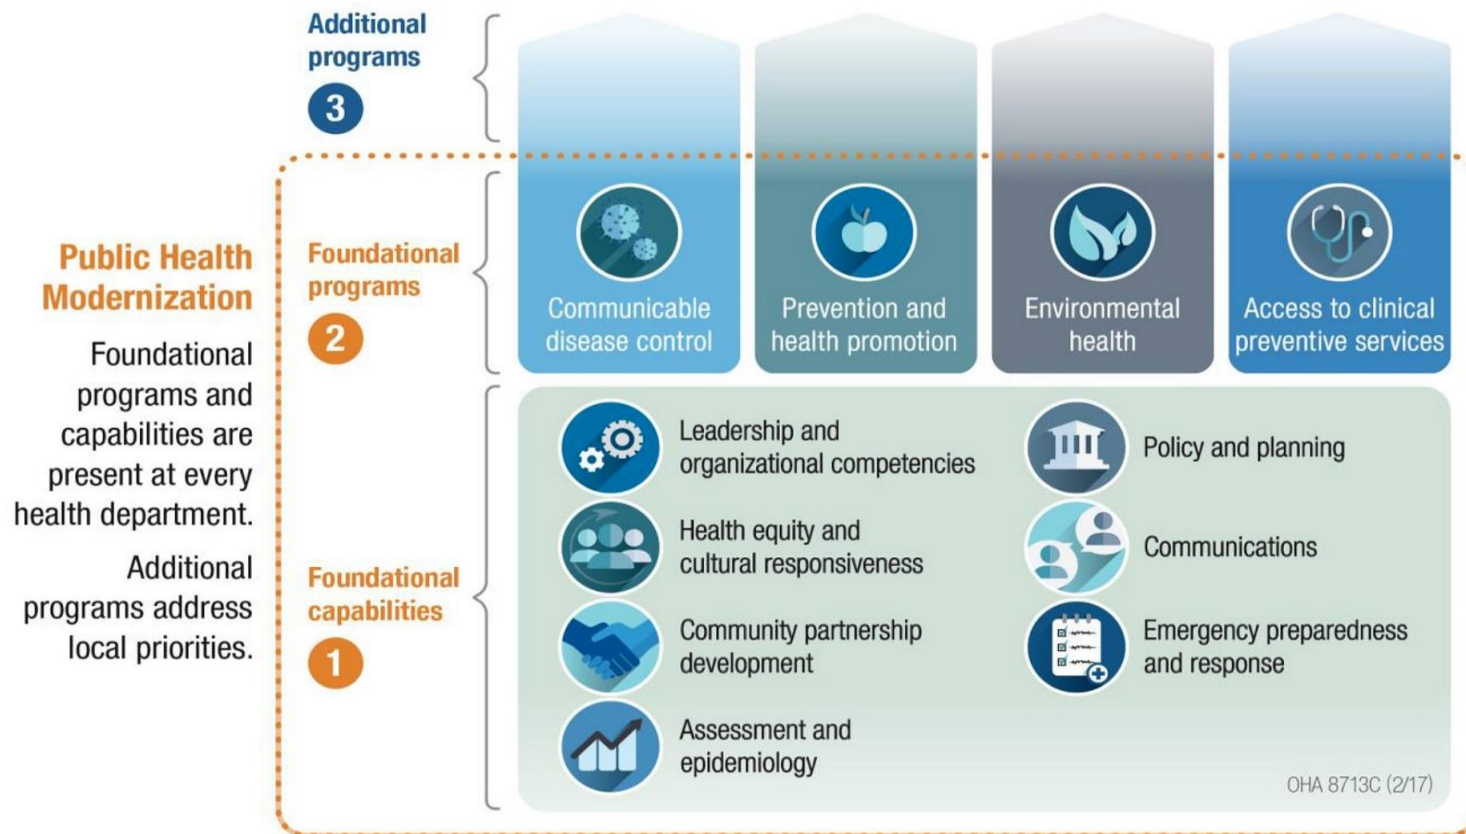 Additional
programs
3
Public Health
Modernization
Foundational
programs and
capabilities are
present at every
health department.
Additional
programs address
local priorities.
Foundational
programs
2
Communicable
disease control
Prevention and
health promotion
Environmental
health
Access to clinical
preventive services
Foundational
capabilities
1
Leadership and
organizational competencies
Health equity and
cultural responsiveness
Community partnership
development
Assessment and
epidemiology
Policy and planning
Communications
Emergency preparedness
and response
OHA 8713C (2/17)